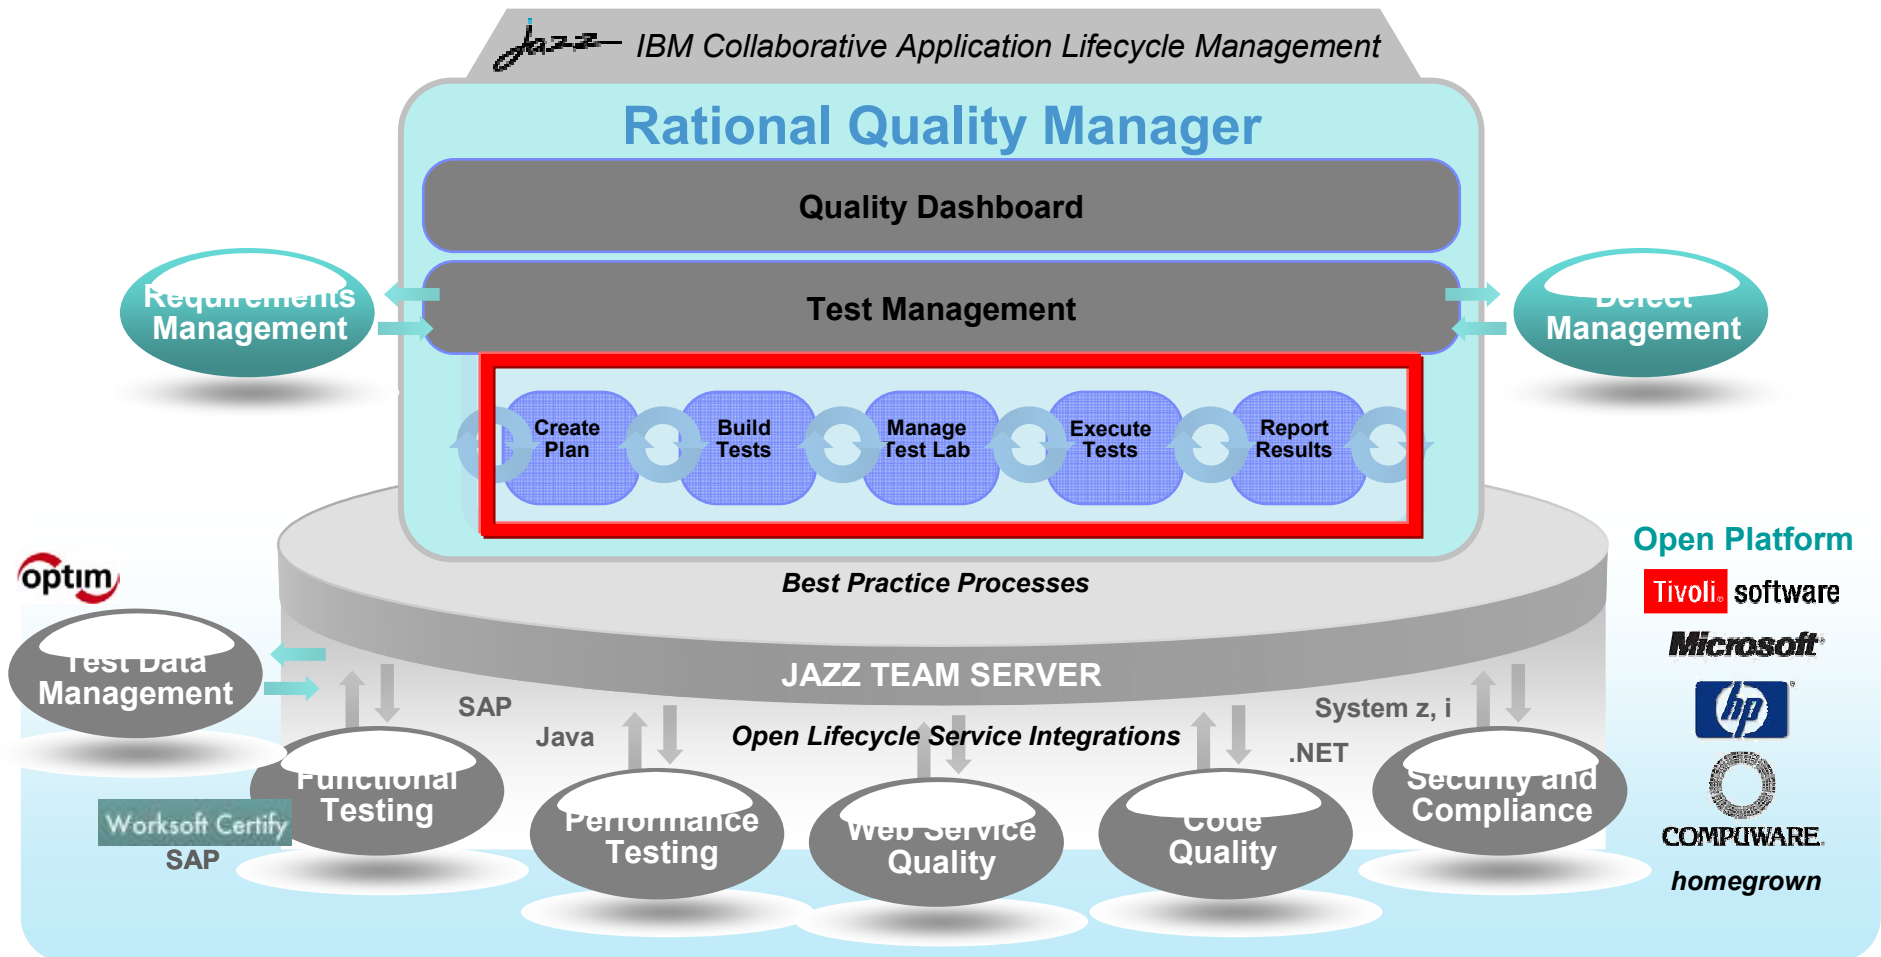 jazz IBM Collaborative Application Lifecycle Management
Rational Quality Manager
Quality Dashboard
Requirements
Management
Test Management
Defect
Management
Create
Plan
Build
Tests
Manage
Test Lab
Execute
Tests
Report
Results
Best Practice Processes
JAZZ TEAM SERVER
Open Lifecycle Service Integrations
optim
Test Data
Management
SAP
Java
System z, i
.NET
Functional
Testing
Worksoft Certify
SAP
Performance
Testing
Web Service
Quality
Code
Quality
Security and
Compliance
Open Platform
Tivoli. software
Microsoft
hp
COMPUWARE.
homegrown